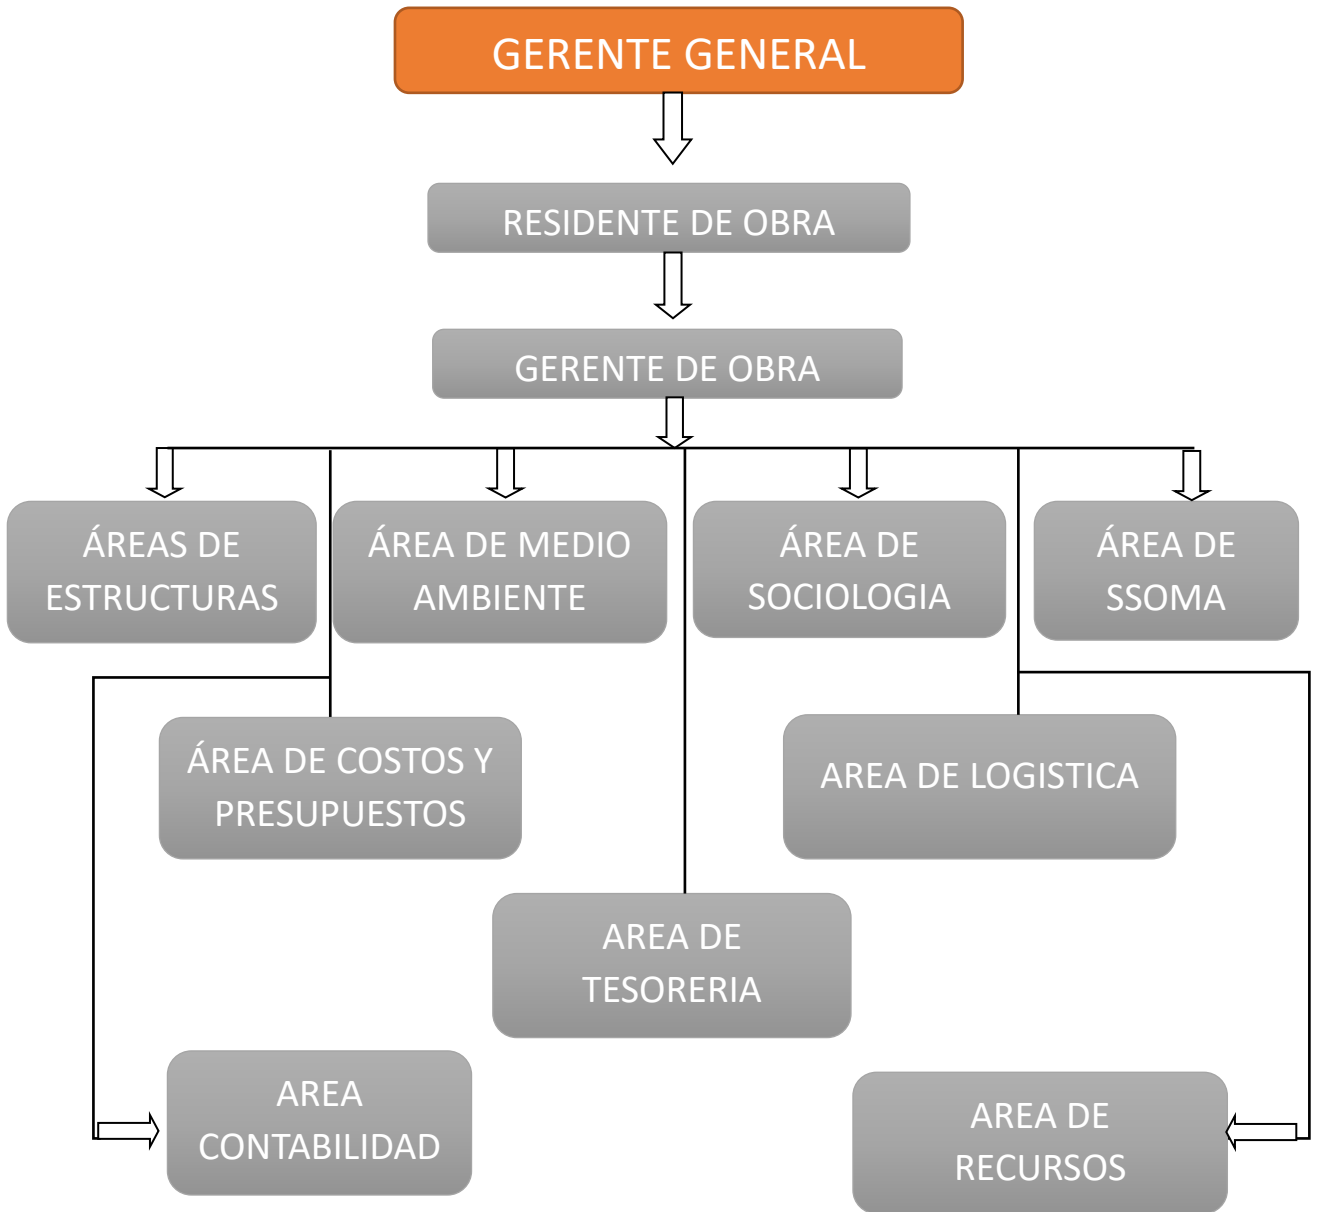 GERENTE GENERAL
RESIDENTE DE OBRA
GERENTE DE OBRA
ÁREAS DE
ESTRUCTURAS
ÁREA DE MEDIO
AMBIENTE
ÁREA DE
SOCIOLOGIA
ÁREA DE
SSOMA
ÁREA DE COSTOS Y
PRESUPUESTOS
AREA DE LOGISTICA
AREA DE
TESORERIA
AREA
CONTABILIDAD
AREA DE
RECURSOS